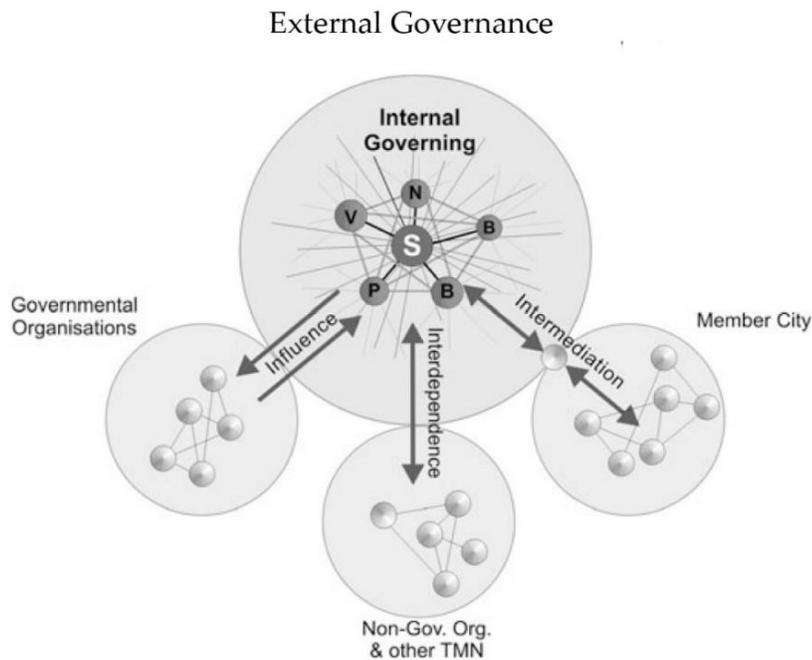 External Governance
Internal
Governing
N
V
B
S
P
B
Governmental
Organisations
Influence
Interdependence
Intermediation
Member City
Non-Gov. Org.
& other TMN